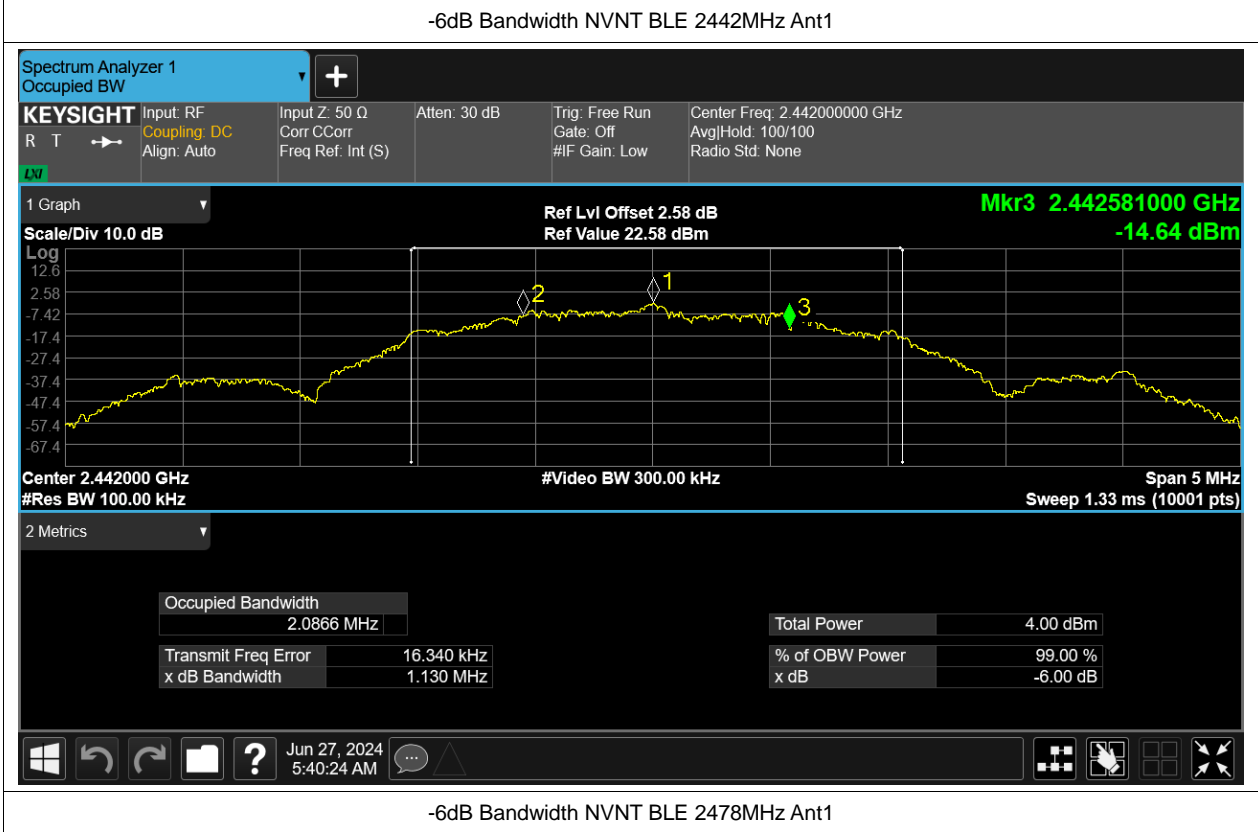 -6dB Bandwidth NVNT BLE 2442MHz Ant1
Spectrum Analyzer 1
Occupied BW
KEYSIGHT Input: RF Input Z: 50 Ω Atten: 30 dB Trig: Free Run Center Freq: 2.442000000 GHz
R T Coupling: DC Corr CCorr Gate: Off Avg|Hold: 100/100
Align: Auto Freq Ref: Int (S) #IF Gain: Low Radio Std: None
LXI
1 Graph Ref Lvl Offset 2.58 dB Mkr3 2.442581000 GHz
Scale/Div 10.0 dB Ref Value 22.58 dBm -14.64 dBm
Log
12.6
2.58
-7.42
-17.4
-27.4
-37.4
-47.4
-57.4
-67.4
2
1
3
Center 2.442000 GHz #Video BW 300.00 kHz Span 5 MHz
#Res BW 100.00 kHz Sweep 1.33 ms (10001 pts)
2 Metrics
Occupied Bandwidth
2.0866 MHz Total Power 4.00 dBm
Transmit Freq Error 16.340 kHz % of OBW Power 99.00 %
x dB Bandwidth 1.130 MHz x dB -6.00 dB
Jun 27, 2024
5:40:24 AM
-6dB Bandwidth NVNT BLE 2478MHz Ant1